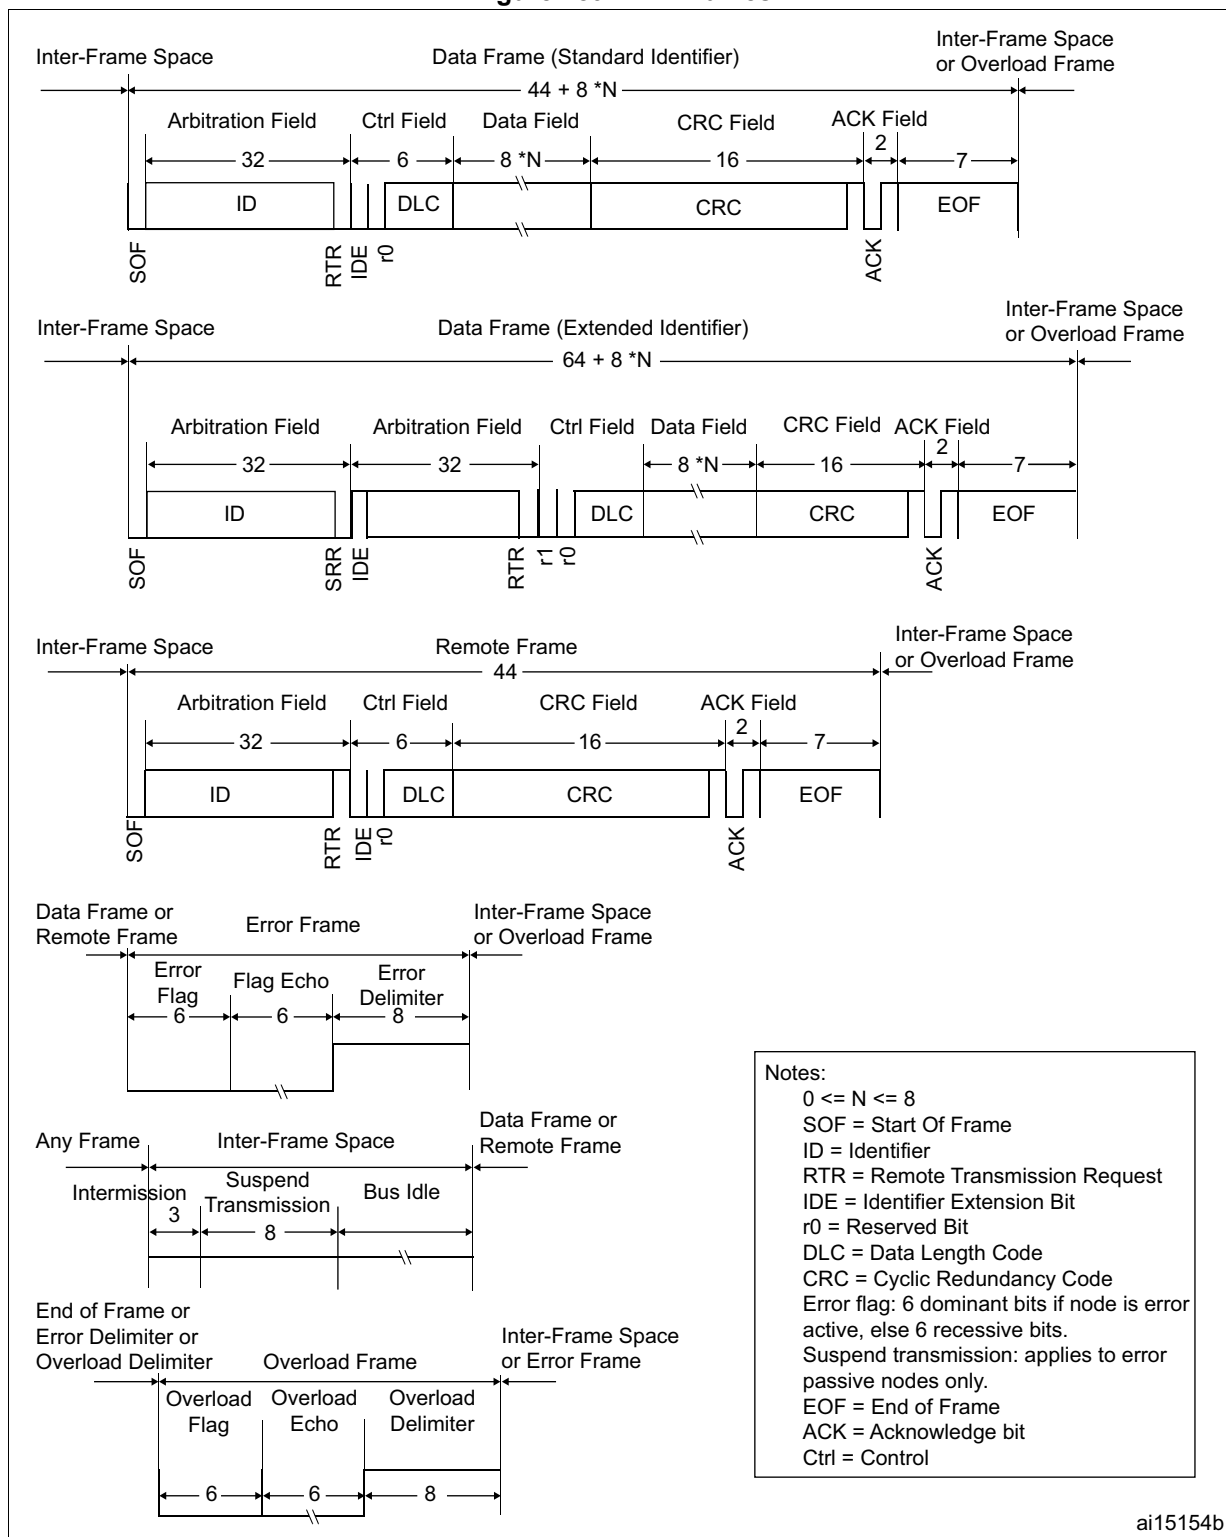 Inter-Frame Space
Data Frame (Standard Identifier)
Inter-Frame Space
or Overload Frame
44 + 8 *N
Arbitration Field
Ctrl Field
Data Field
CRC Field
ACK Field
32
6
8 *N
16
2
7
ID
DLC
CRC
EOF
SOF
RTR
IDE
r0
ACK
Inter-Frame Space
Data Frame (Extended Identifier)
Inter-Frame Space
or Overload Frame
64 + 8 *N
Arbitration Field
Arbitration Field
Ctrl Field
Data Field
CRC Field
ACK Field
32
32
8 *N
16
2
7
ID
DLC
CRC
EOF
SOF
SRR
IDE
RTR
r1
r0
ACK
Inter-Frame Space
Remote Frame
Inter-Frame Space
or Overload Frame
44
Arbitration Field
Ctrl Field
CRC Field
ACK Field
32
6
16
2
7
ID
DLC
CRC
EOF
SOF
RTR
IDE
r0
ACK
Data Frame or
Remote Frame
Error Frame
Inter-Frame Space
or Overload Frame
Error
Flag
Flag Echo
Error
Delimiter
6
6
8
Any Frame
Inter-Frame Space
Data Frame or
Remote Frame
Intermission
3
Suspend
Transmission
8
Bus Idle
End of Frame or
Error Delimiter or
Overload Delimiter
Overload Frame
Inter-Frame Space
or Error Frame
Overload
Flag
Overload
Echo
Overload
Delimiter
6
6
8
Notes:
0 <= N <= 8
SOF = Start Of Frame
ID = Identifier
RTR = Remote Transmission Request
IDE = Identifier Extension Bit
r0 = Reserved Bit
DLC = Data Length Code
CRC = Cyclic Redundancy Code
Error flag: 6 dominant bits if node is error
active, else 6 recessive bits.
Suspend transmission: applies to error
passive nodes only.
EOF = End of Frame
ACK = Acknowledge bit
Ctrl = Control
ai15154b